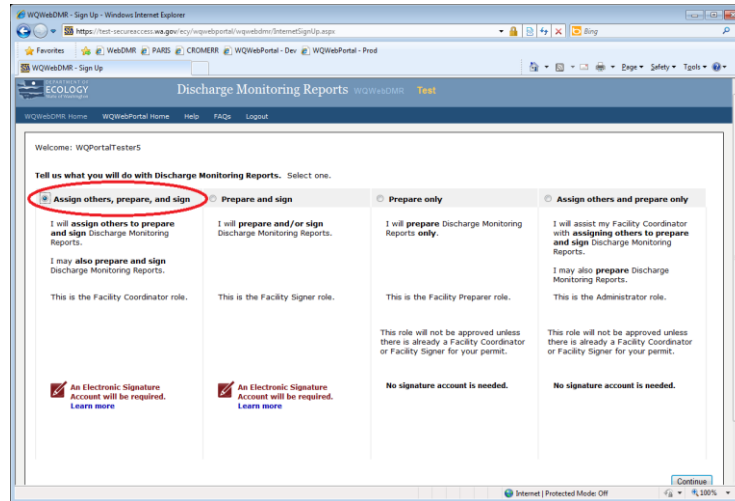 WQWebDMR - Sign Up - Windows Internet Explorer
https://test-secureaccess.wa.gov/ecy/wqwebportal/wqwebdmr/InternetSignUp.aspx
Bing
Favorites WebDMR PARIS CROMERR WQWebPortal - Dev WQWebPortal - Prod
WQWebDMR - Sign Up
Page Safety Tools
DEPARTMENT OF
ECOLOGY
State of Washington
Discharge Monitoring Reports WQWebDMR Test
WQWebDMR Home WQWebPortal Home Help FAQs Logout
Welcome: WQPortalTester5
Tell us what you will do with Discharge Monitoring Reports. Select one.
Assign others, prepare, and sign
I will assign others to prepare
and sign Discharge Monitoring
Reports.
I may also prepare and sign
Discharge Monitoring Reports.
This is the Facility Coordinator role.
An Electronic Signature
Account will be required.
Learn more
Prepare and sign
I will prepare and/or sign
Discharge Monitoring Reports.
This is the Facility Signer role.
An Electronic Signature
Account will be required.
Learn more
Prepare only
I will prepare Discharge Monitoring
Reports only.
This is the Facility Preparer role.
This role will not be approved unless
there is already a Facility Coordinator
or Facility Signer for your permit.
No signature account is needed.
Assign others and prepare only
I will assist my Facility Coordinator
with assigning others to prepare
and sign Discharge Monitoring
Reports.
I may also prepare Discharge
Monitoring Reports.
This is the Administrator role.
This role will not be approved unless
there is already a Facility Coordinator
or Facility Signer for your permit.
No signature account is needed.
Continue
Internet | Protected Mode: Off
100%